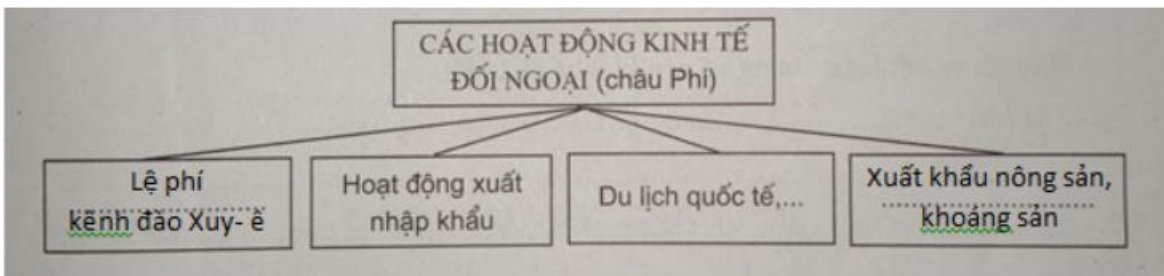 CÁC HOẠT ĐỘNG KINH TẾ
ĐỐI NGOẠI (châu Phi)
Lệ phí
kênh đào Xuy- ê
Hoạt động xuất
nhập khẩu
Du lịch quốc tế,...
Xuất khẩu nông sản,
khoáng sản